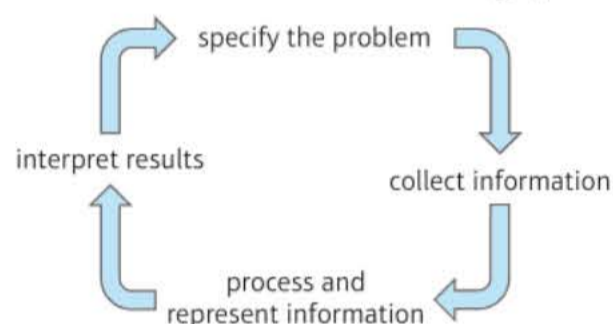 specify the problem
interpret results
collect information
process and
represent information